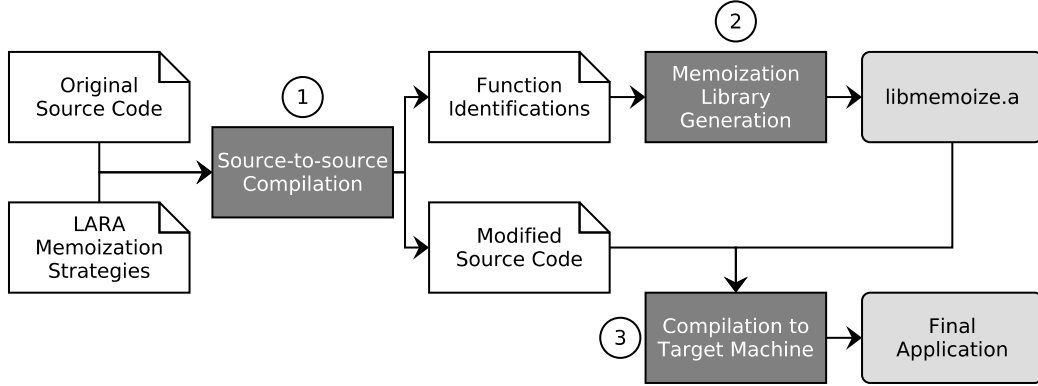 Original
Source Code
LARA
Memoization
Strategies
1
Source-to-source
Compilation
Function
Identifications
Modified
Source Code
2
Memoization
Library
Generation
libmemoize.a
3
Compilation to
Target Machine
Final
Application